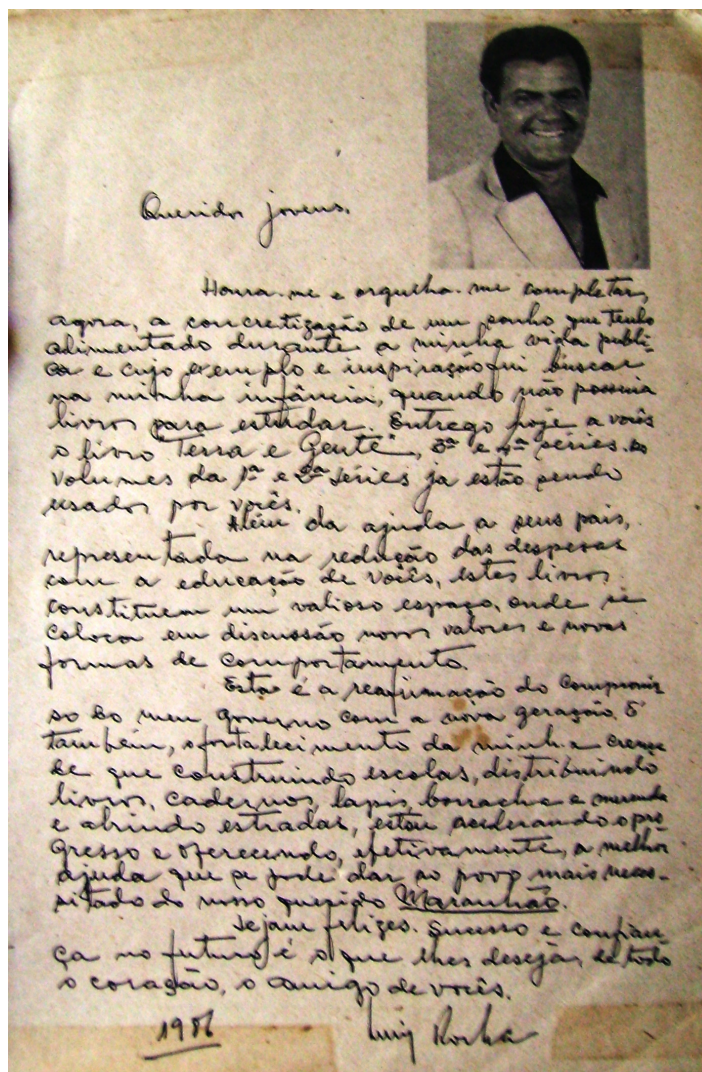 Queridos jovens.
Honra-me e orgulha-me completar,
agora, a concretização de um sonho que tenho
alimentado durante a minha vida públi-
ca e cujo exemplo e inspiração fui buscar
na minha infância, quando não possuia
livros para estudar. Entrego hoje a vocês
o livro "Terra e Gente", 3ª e 4ª séries. Os
volumes da 1ª e 2ª séries ja estão sendo
usados por vocês.
Além da ajuda a seus pais,
representada na redução das despesas
com a educação de vocês, estes livros
constituem um valioso espaço, onde se
coloca em discussão novos valores e novas
formas de comportamento.
Esta é a reafirmação do compromis
so do meu governo com a nova geração. É
também, o fortalecimento da minha crença
de que construindo escolas, distribuindo
livros, cadernos, lapis, borracha e merenda
e abrindo estradas, estou acelerando o pro
gresso e oferecendo, efetivamente, a melhor
ajuda que se pode dar ao povo mais neces-
sitado do nosso querido Maranhão.
Sejam felizes. Sucesso e confian-
ça no futuro é o que lhes deseja, de todo
o coração, o amigo de vocês.
1986 Luiz Rocha